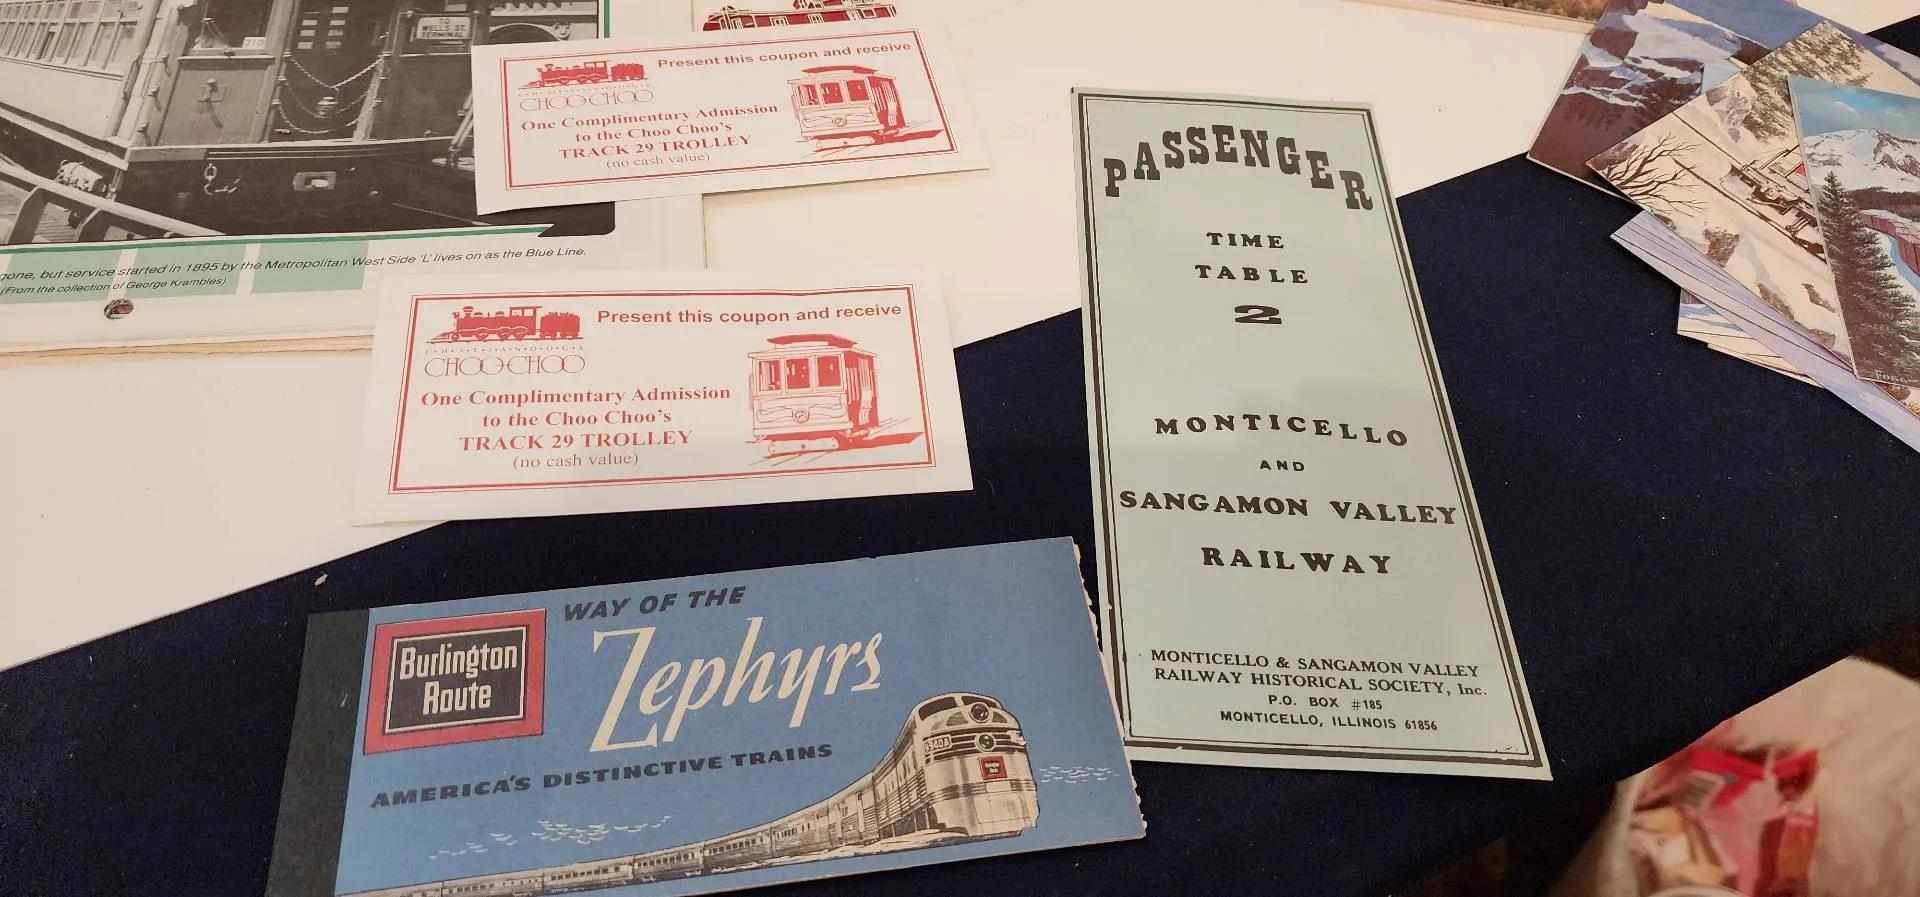 TO
WELLS ST.
TERMINAL
310
gone, but service started in 1895 by the Metropolitan West Side 'L' lives on as the Blue Line.
(From the collection of George Krambles)
Present this coupon and receive
CHATTANOOGA
CHOO CHOO
One Complimentary Admission
to the Choo Choo's
TRACK 29 TROLLEY
(no cash value)
Present this coupon and receive
CHATTANOOGA
CHOO-CHOO
One Complimentary Admission
to the Choo Choo's
TRACK 29 TROLLEY
(no cash value)
Burlington
Route
WAY OF THE
Zephyrs
AMERICA'S DISTINCTIVE TRAINS
Burlington
Route
PASSENGER
TIME
TABLE
2
MONTICELLO
AND
SANGAMON VALLEY
RAILWAY
MONTICELLO & SANGAMON VALLEY
RAILWAY HISTORICAL SOCIETY, Inc.
P.O. BOX #185
MONTICELLO, ILLINOIS 61856